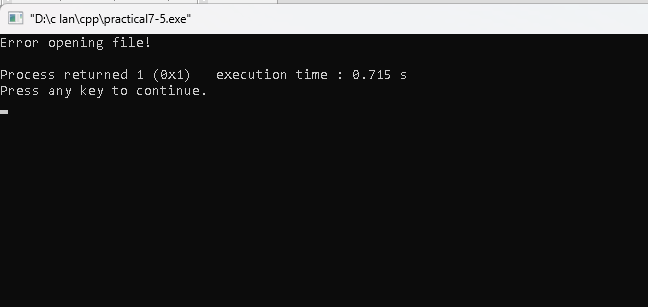 "D:\c lan\cpp\practical7-5.exe"
Error opening file!
Process returned 1 (0x1)   execution time : 0.715 s
Press any key to continue.